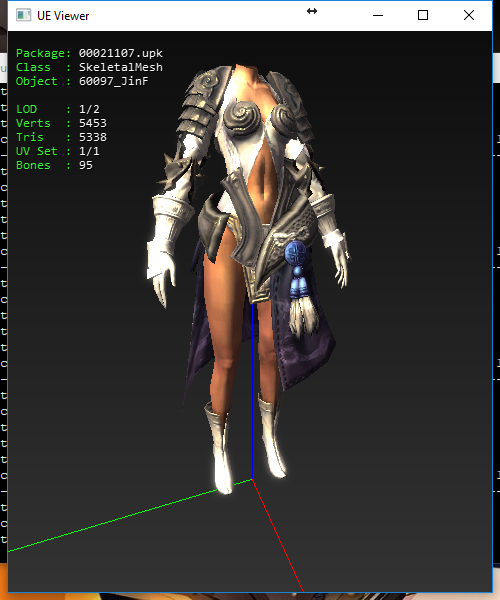 UE Viewer
Package: 00021107.upk
Class : SkeletalMesh
Object : 60097_JinF
LOD : 1/2
Verts : 5453
Tris : 5338
UV Set : 1/1
Bones : 95